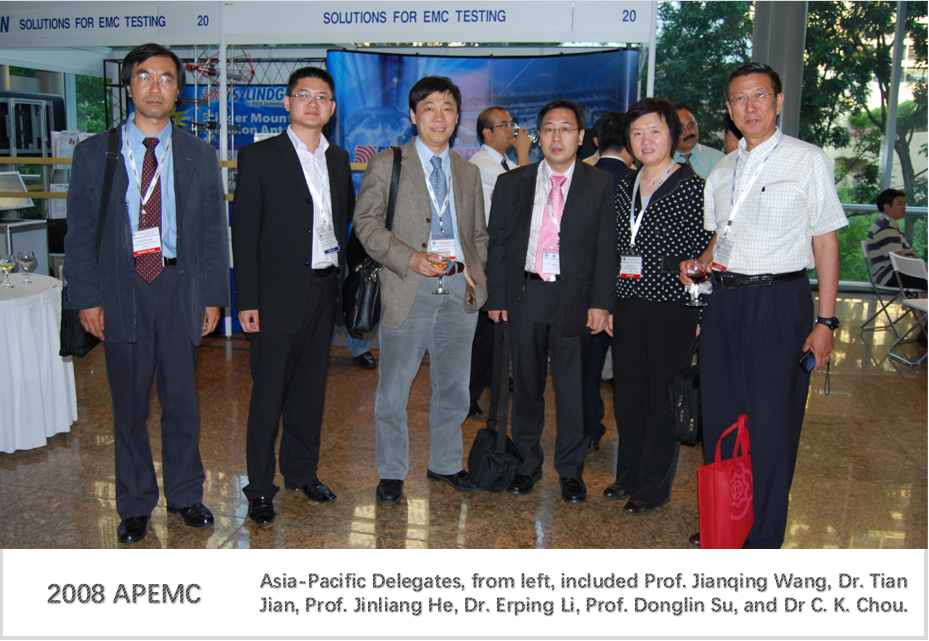 SOLUTIONS FOR EMC TESTING 20
SOLUTIONS FOR EMC TESTING 20
LINDG
2008 APEMC
Asia-Pacific Delegates, from left, included Prof. Jianqing Wang, Dr. Tian
Jian, Prof. Jinliang He, Dr. Erping Li, Prof. Donglin Su, and Dr C. K. Chou.